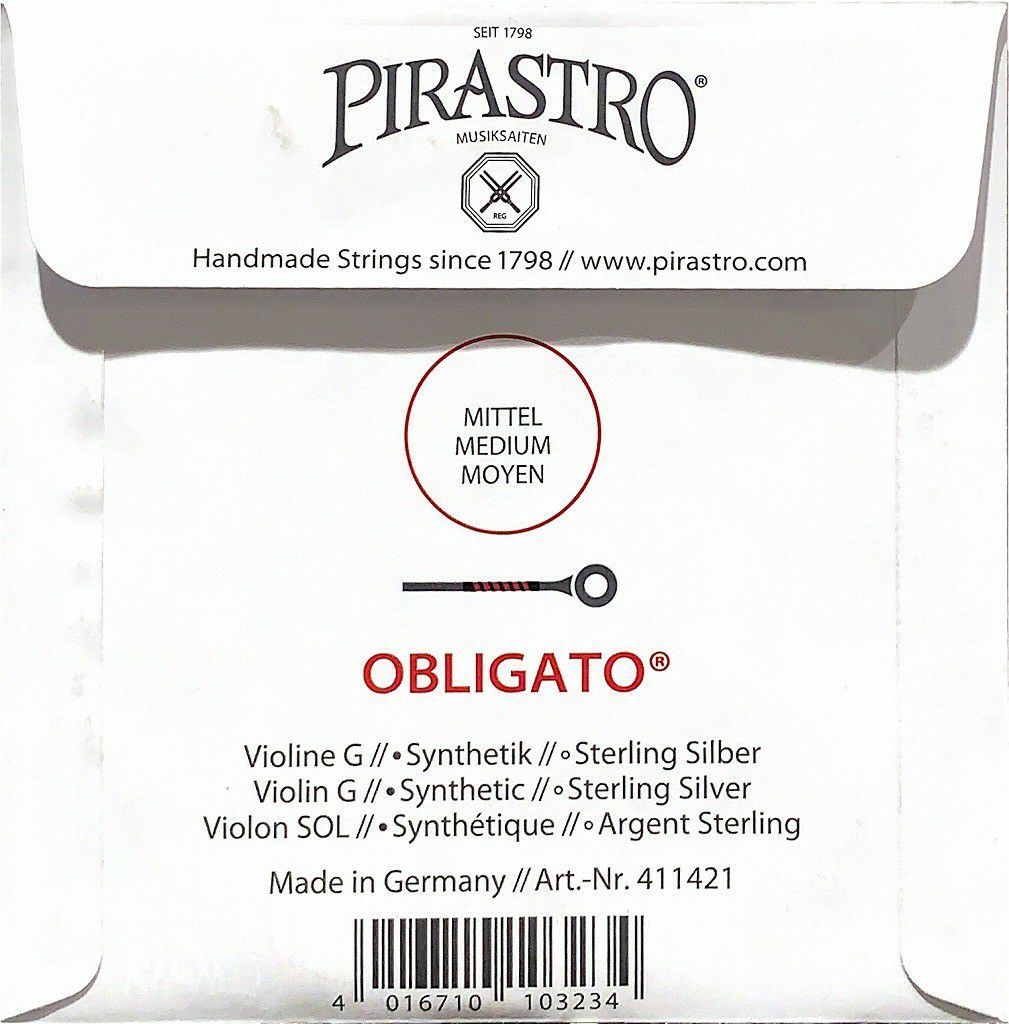 SEIT 1798
PIRASTRO®
MUSIKSAITEN
REG
Handmade Strings since 1798 // www.pirastro.com
MITTEL
MEDIUM
MOYEN
OBLIGATO®
Violine G // • Synthetik // ∘ Sterling Silber
Violin G // • Synthetic // ∘ Sterling Silver
Violon SOL // • Synthétique // ∘ Argent Sterling
Made in Germany // Art.-Nr. 411421
4 016710 103234